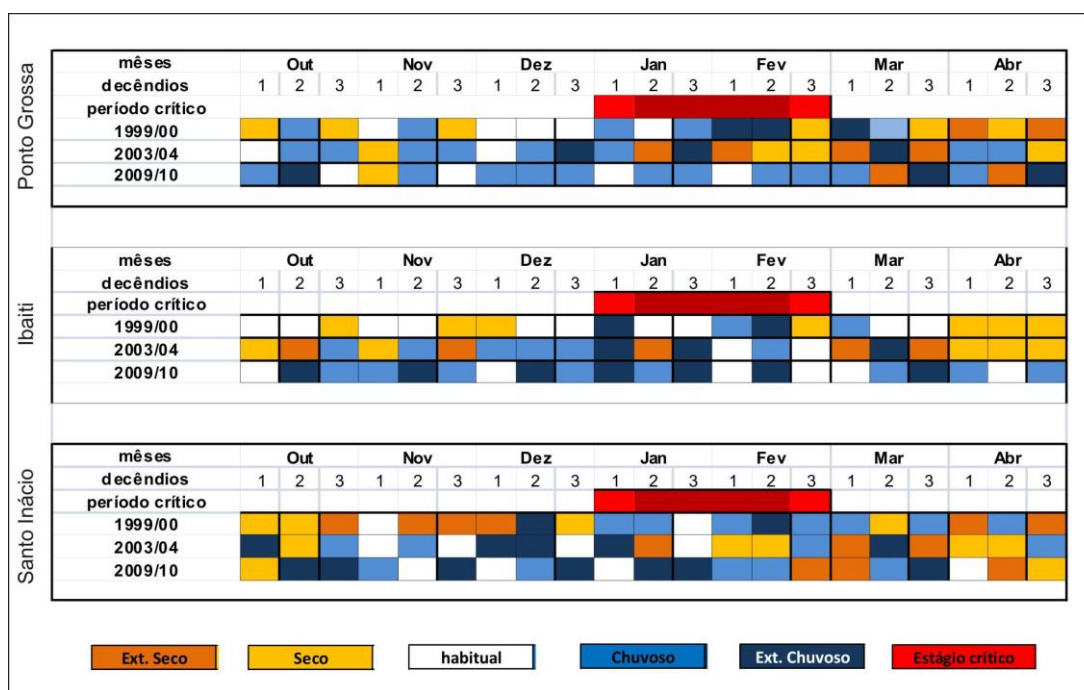 Ponto Grossa
mêses Out Nov Dez Jan Fev Mar Abr
decêndios 1 2 3 1 2 3 1 2 3 1 2 3 1 2 3 1 2 3 1 2 3
período crítico
1999/00
2003/04
2009/10
Ibaiti
mêses Out Nov Dez Jan Fev Mar Abr
decêndios 1 2 3 1 2 3 1 2 3 1 2 3 1 2 3 1 2 3 1 2 3
período crítico
1999/00
2003/04
2009/10
Santo Inácio
mêses Out Nov Dez Jan Fev Mar Abr
decêndios 1 2 3 1 2 3 1 2 3 1 2 3 1 2 3 1 2 3 1 2 3
período crítico
1999/00
2003/04
2009/10
Ext. Seco Seco habitual Chuvoso Ext. Chuvoso Estágio crítico